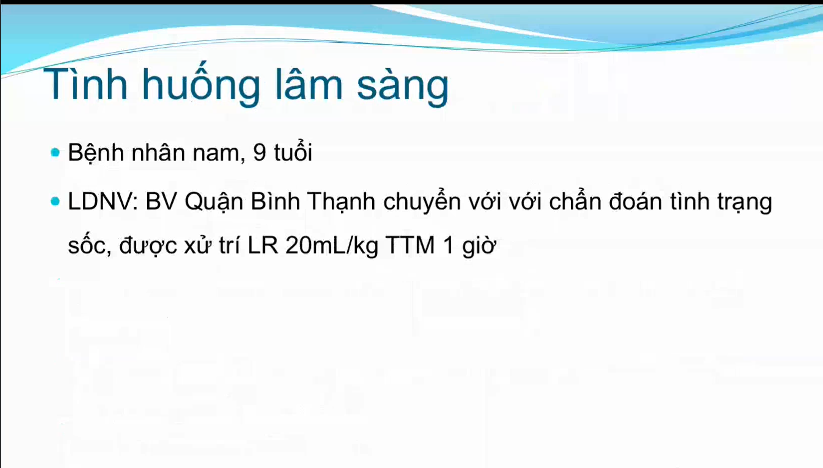 Tình huống lâm sàng
• Bệnh nhân nam, 9 tuổi
• LDNV: BV Quận Bình Thạnh chuyển với với chẩn đoán tình trạng
sốc, được xử trí LR 20mL/kg TTM 1 giờ